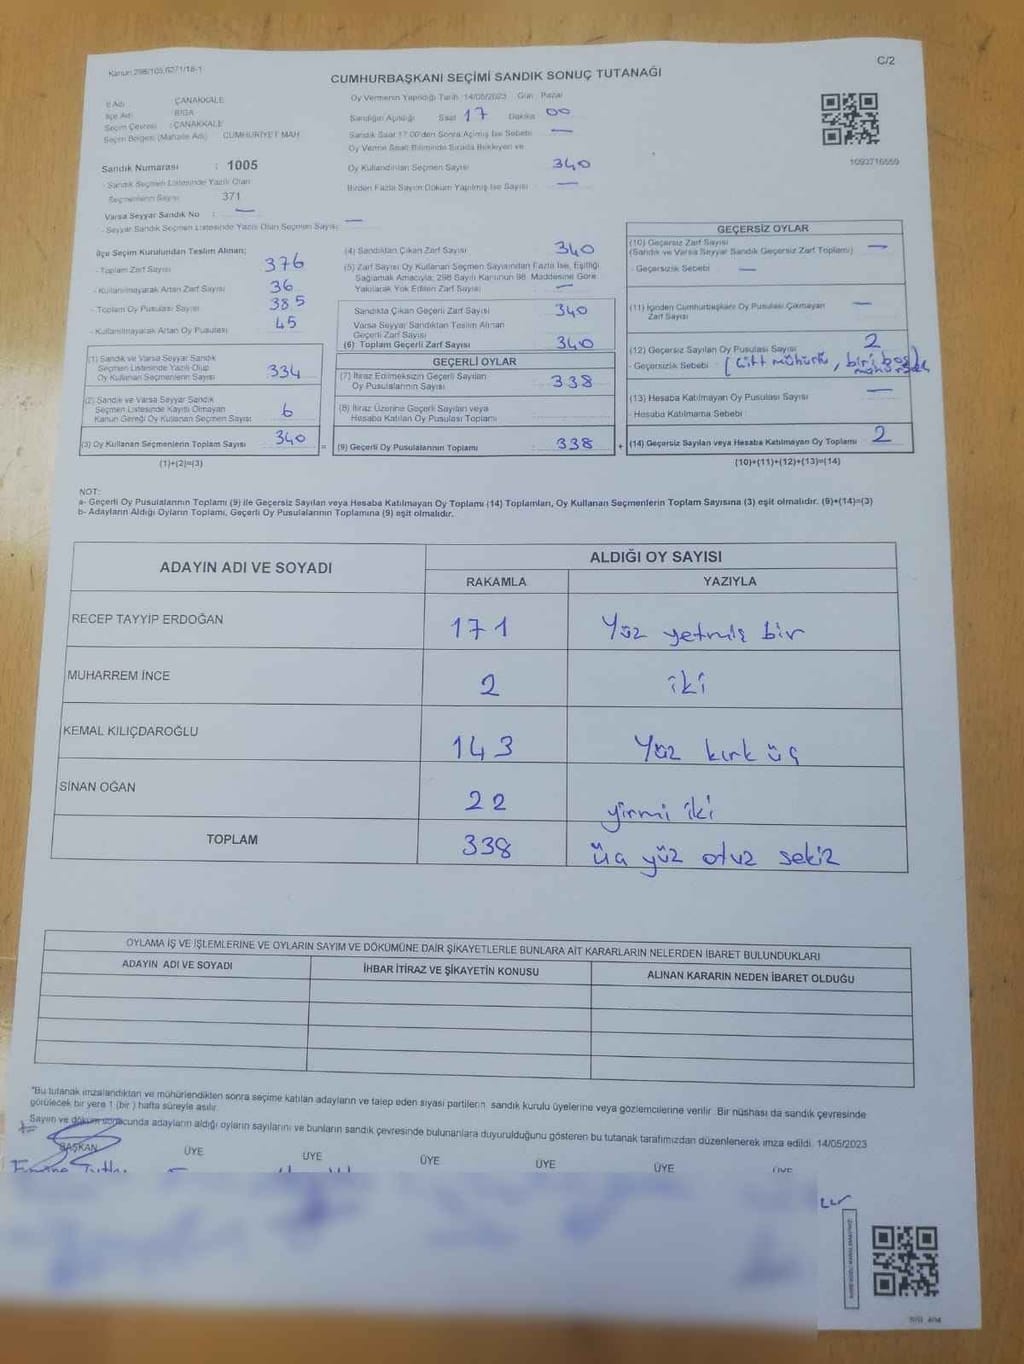 Kanun 298/105,6271/18-1
C/2
CUMHURBAŞKANI SEÇİMİ SANDIK SONUÇ TUTANAĞI
İl Adı : ÇANAKKALE
İlçe Adı : BİGA
Seçim Çevresi : ÇANAKKALE
Seçim Bölgesi (Mahalle Adı) : CUMHURİYET MAH.
Sandık Numarası : 1005
- Sandık Seçmen Listesinde Yazılı Olan
Seçmenlerin Sayısı 371
Varsa Seyyar Sandık No : —
- Seyyar Sandık Seçmen Listesinde Yazılı Olan Seçmen Sayısı —
Oy Vermenin Yapıldığı Tarih :14/05/2023 Gün : Pazar
Sandığın Açıldığı Saat 17 Dakika 00
Sandık Saat 17:00'den Sonra Açılmış İse Sebebi —
Oy Verme Saati Bitiminde Sırada Bekleyen ve
Oy Kullandırılan Seçmen Sayısı 340
Birden Fazla Sayım Döküm Yapılmış İse Sayısı —
1093716559
İlçe Seçim Kurulundan Teslim Alınan;
- Toplam Zarf Sayısı 376
- Kullanılmayarak Artan Zarf Sayısı 36
- Toplam Oy Pusulası Sayısı 385
- Kullanılmayarak Artan Oy Pusulası 45
(1) Sandık ve Varsa Seyyar Sandık
Seçmen Listesinde Yazılı Olup
Oy Kullanan Seçmenlerin Sayısı 334
(2) Sandık ve Varsa Seyyar Sandık
Seçmen Listesinde Kaydı Olmayan
Kanun Gereği Oy Kullanan Seçmen Sayısı 6
(3) Oy Kullanan Seçmenlerin Toplam Sayısı 340 =
(1)+(2)=(3)
(4) Sandıktan Çıkan Zarf Sayısı 340
(5) Zarf Sayısı Oy Kullanan Seçmen Sayısından Fazla İse, Eşitliği
Sağlamak Amacıyla; 298 Sayılı Kanunun 98. Maddesine Göre
Yakılarak Yok Edilen Zarf Sayısı —
Sandıkta Çıkan Geçerli Zarf Sayısı 340
Varsa Seyyar Sandıktan Teslim Alınan
Geçerli Zarf Sayısı
(6) Toplam Geçerli Zarf Sayısı 340
GEÇERLİ OYLAR
(7) İtiraz Edilmeksizin Geçerli Sayılan
Oy Pusulalarının Sayısı 338
(8) İtiraz Üzerine Geçerli Sayılan veya
Hesaba Katılan Oy Pusulası Toplamı
(9) Geçerli Oy Pusulalarının Toplamı 338 +
GEÇERSİZ OYLAR
(10) Geçersiz Zarf Sayısı
(Sandık ve Varsa Seyyar Sandık Geçersiz Zarf Toplamı) —
- Geçersizlik Sebebi —
(11) İçinden Cumhurbaşkanı Oy Pusulası Çıkmayan
Zarf Sayısı —
(12) Geçersiz Sayılan Oy Pusulası Sayısı 2
- Geçersizlik Sebebi (Çift mühürlü, biri boşda
(13) Hesaba Katılmayan Oy Pusulası Sayısı —
- Hesaba Katılmama Sebebi
(14) Geçersiz Sayılan veya Hesaba Katılmayan Oy Toplamı 2
(10)+(11)+(12)+(13)=(14)
NOT:
a- Geçerli Oy Pusulalarının Toplamı (9) ile Geçersiz Sayılan veya Hesaba Katılmayan Oy Toplamı (14) Toplamları, Oy Kullanan Seçmenlerin Toplam Sayısına (3) eşit olmalıdır. (9)+(14)=(3)
b- Adayların Aldığı Oyların Toplamı, Geçerli Oy Pusulalarının Toplamına (9) eşit olmalıdır.
ADAYIN ADI VE SOYADI
ALDIĞI OY SAYISI
RAKAMLA YAZIYLA
RECEP TAYYİP ERDOĞAN 171 Yüz yetmiş bir
MUHARREM İNCE 2 iki
KEMAL KILIÇDAROĞLU 143 Yüz kırk üç
SİNAN OĞAN 22 yirmi iki
TOPLAM 338 üç yüz otuz sekiz
OYLAMA İŞ VE İŞLEMLERİNE VE OYLARIN SAYIM VE DÖKÜMÜNE DAİR ŞİKAYETLERLE BUNLARA AİT KARARLARIN NELERDEN İBARET BULUNDUKLARI
ADAYIN ADI VE SOYADI İHBAR İTİRAZ VE ŞİKAYETİN KONUSU ALINAN KARARIN NEDEN İBARET OLDUĞU
"Bu tutanak imzalandıktan ve mühürlendikten sonra seçime katılan adayların ve talep eden siyasi partilerin sandık kurulu üyelerine veya gözlemcilerine verilir. Bir nüshası da sandık çevresinde
görülecek bir yere 1 (bir) hafta süreyle asılır.
Sayım ve döküm sonucunda adayların aldığı oyların sayılarını ve bunların sandık çevresinde bulunanlara duyurulduğunu gösteren bu tutanak tarafımızdan düzenlenerek imza edildi. 14/05/2023
BAŞKAN ÜYE ÜYE ÜYE ÜYE ÜYE ÜYE